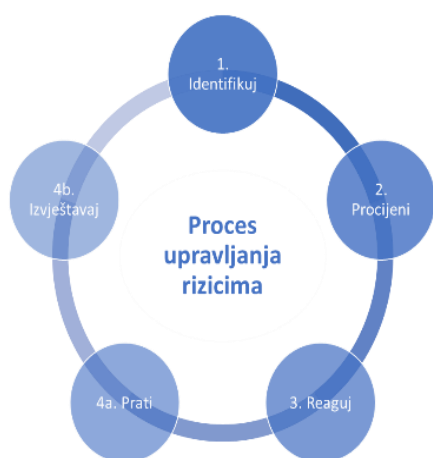 1.
Identifikuj
2.
Procijeni
3. Reaguj
4a. Prati
4b.
Izvještavaj
Proces
upravljanja
rizicima